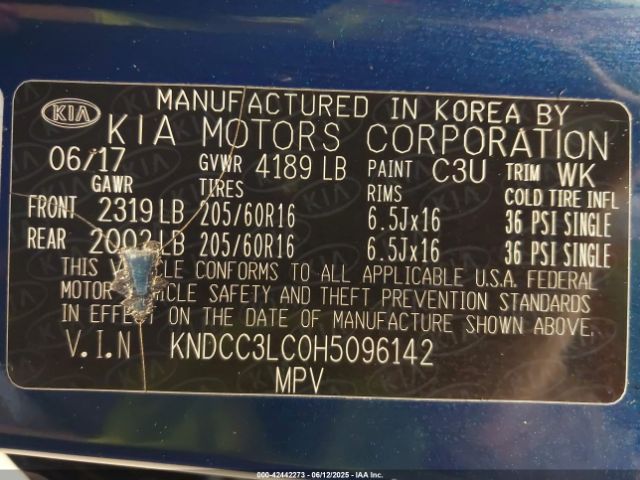 KIA
MANUFACTURED IN KOREA BY
KIA MOTORS CORPORATION
06/17 GVWR 4189 LB PAINT C3U TRIM WK
GAWR TIRES RIMS COLD TIRE INFL
FRONT 2319 LB 205/60R16 6.5Jx16 36 PSI SINGLE
REAR 2002 LB 205/60R16 6.5Jx16 36 PSI SINGLE
THIS VEHICLE CONFORMS TO ALL APPLICABLE U.S.A. FEDERAL
MOTOR VEHICLE SAFETY AND THEFT PREVENTION STANDARDS
IN EFFECT ON THE DATE OF MANUFACTURE SHOWN ABOVE.
V.I.N KNDCC3LC0H5096142
MPV
000-42442273 - 06/12/2025 - IAA Inc.